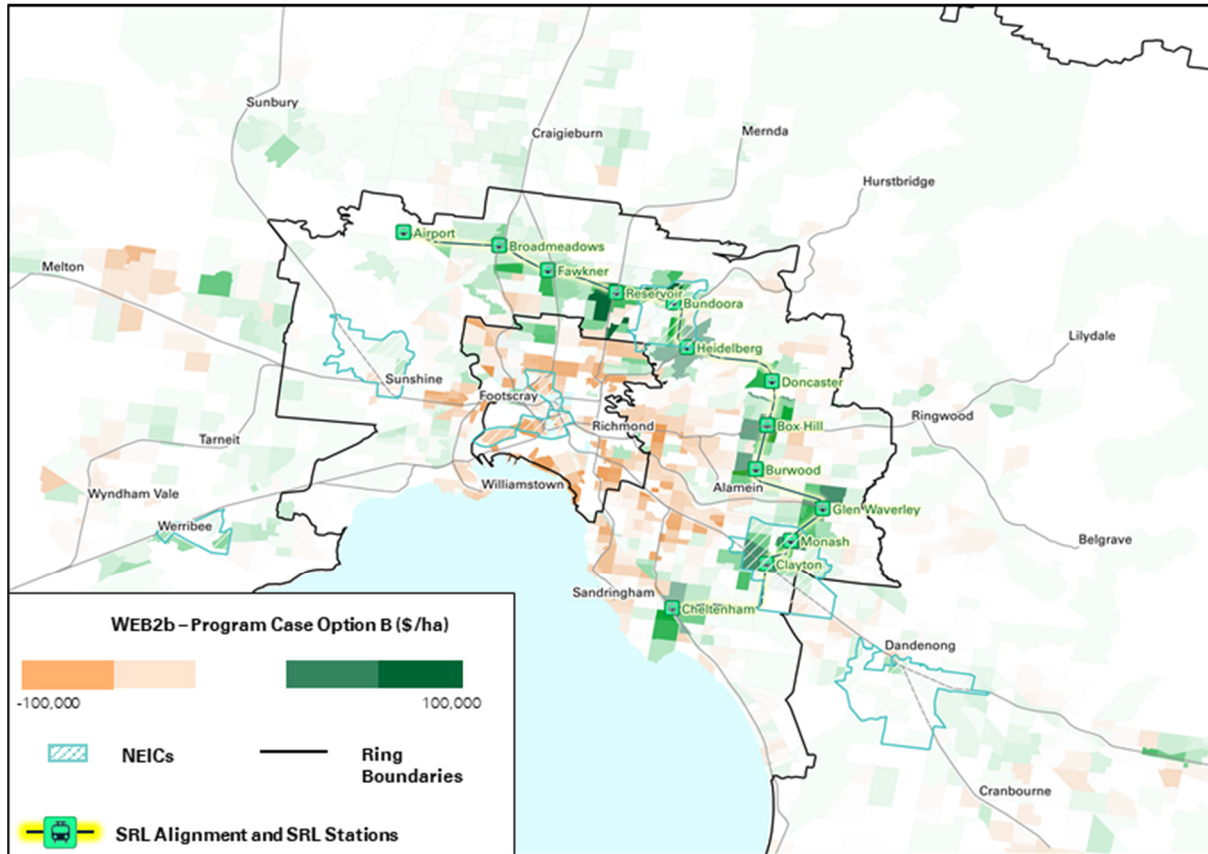 Sunbury
Craigieburn
Mernda
Hurstbridge
Airport
Broadmeadows
Melton
Fawkner
Reservoir
Bundoora
Lilydale
Heidelberg
Sunshine
Doncaster
Footscray
Ringwood
Richmond
Box Hill
Tarneit
Burwood
Williamstown
Alamein
Wyndham Vale
Glen Waverley
Werribee
Belgrave
Monash
Clayton
Sandringham
Cheltenham
WEB2b – Program Case Option B ($/ha)
Dandenong
-100,000
100,000
NEICs
Ring
Boundaries
Cranbourne
SRL Alignment and SRL Stations